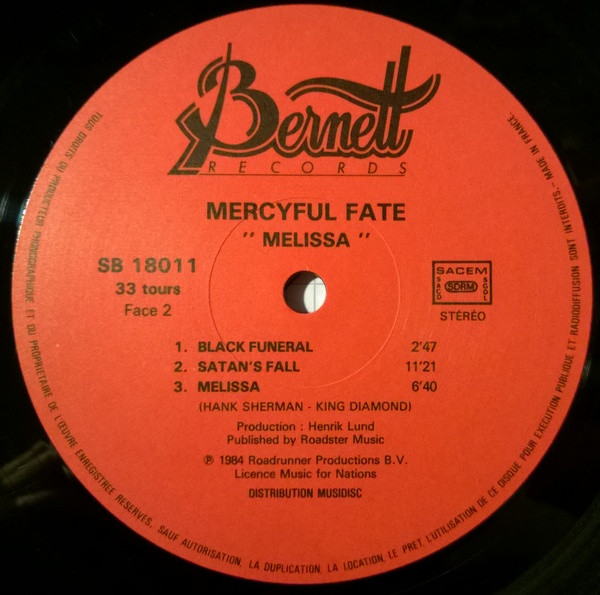 Bernett
RECORDS
MERCYFUL FATE
" MELISSA "
SB 18011
33 tours
Face 2
SACEM
SACD
SDRM
SGDL
STÉRÉO
1. BLACK FUNERAL 2'47
2. SATAN'S FALL 11'21
3. MELISSA 6'40
(HANK SHERMAN - KING DIAMOND)
Production : Henrik Lund
Published by Roadster Music
℗ 1984 Roadrunner Productions B.V.
Licence Music for Nations
DISTRIBUTION MUSIDISC
TOUS DROITS DU PRODUCTEUR PHONOGRAPHIQUE ET DU PROPRIETAIRE DE L'ŒUVRE ENREGISTREE RESERVES. SAUF AUTORISATION, LA DUPLICATION, LA LOCATION, LE PRET, L'UTILISATION DE CE DISQUE POUR EXECUTION PUBLIQUE ET RADIODIFFUSION SONT INTERDITS - MADE IN FRANCE.